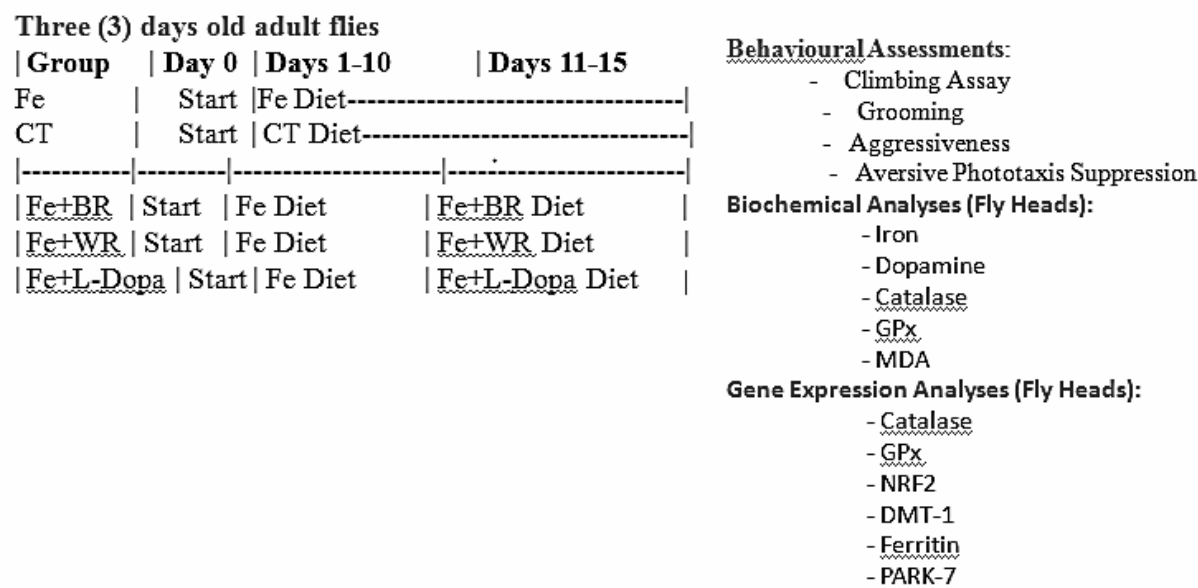 Three (3) days old adult flies
| Group | Day 0 | Days 1-10 | Days 11-15
Fe | Start |Fe Diet----------------------------------|
CT | Start | CT Diet---------------------------------|
|-----------|---------|---------------------|------------------------|
| Fe+BR | Start | Fe Diet | Fe+BR Diet |
| Fe+WR | Start | Fe Diet | Fe+WR Diet |
| Fe+L-Dopa | Start | Fe Diet | Fe+L-Dopa Diet |
Behavioural Assessments:
- Climbing Assay
- Grooming
- Aggressiveness
- Aversive Phototaxis Suppression
Biochemical Analyses (Fly Heads):
- Iron
- Dopamine
- Catalase
- GPx
- MDA
Gene Expression Analyses (Fly Heads):
- Catalase
- GPx
- NRF2
- DMT-1
- Ferritin
- PARK-7